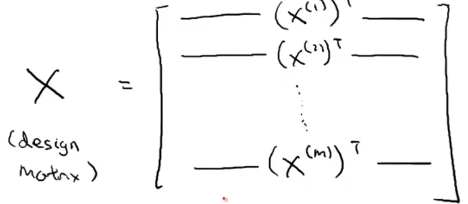 (x⁽¹⁾)ᵀ
(x⁽²⁾)ᵀ
X =
(design
matrix)
(x⁽ᵐ⁾)ᵀ